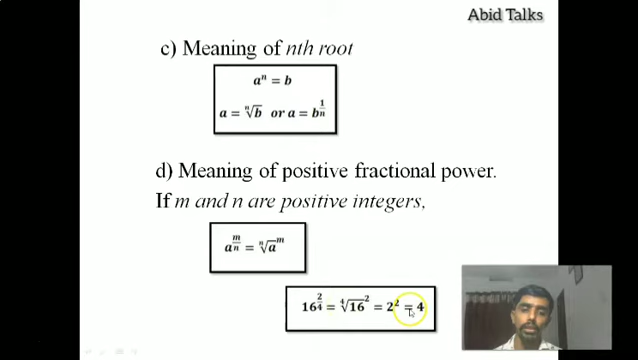 Abid Talks
c) Meaning of nth root
aⁿ = b
a = ⁿ√b or a = b^(1/n)
d) Meaning of positive fractional power.
If m and n are positive integers,
a^(m/n) = ⁿ√a^m
16^(2/4) = ⁴√16² = 2² = 4